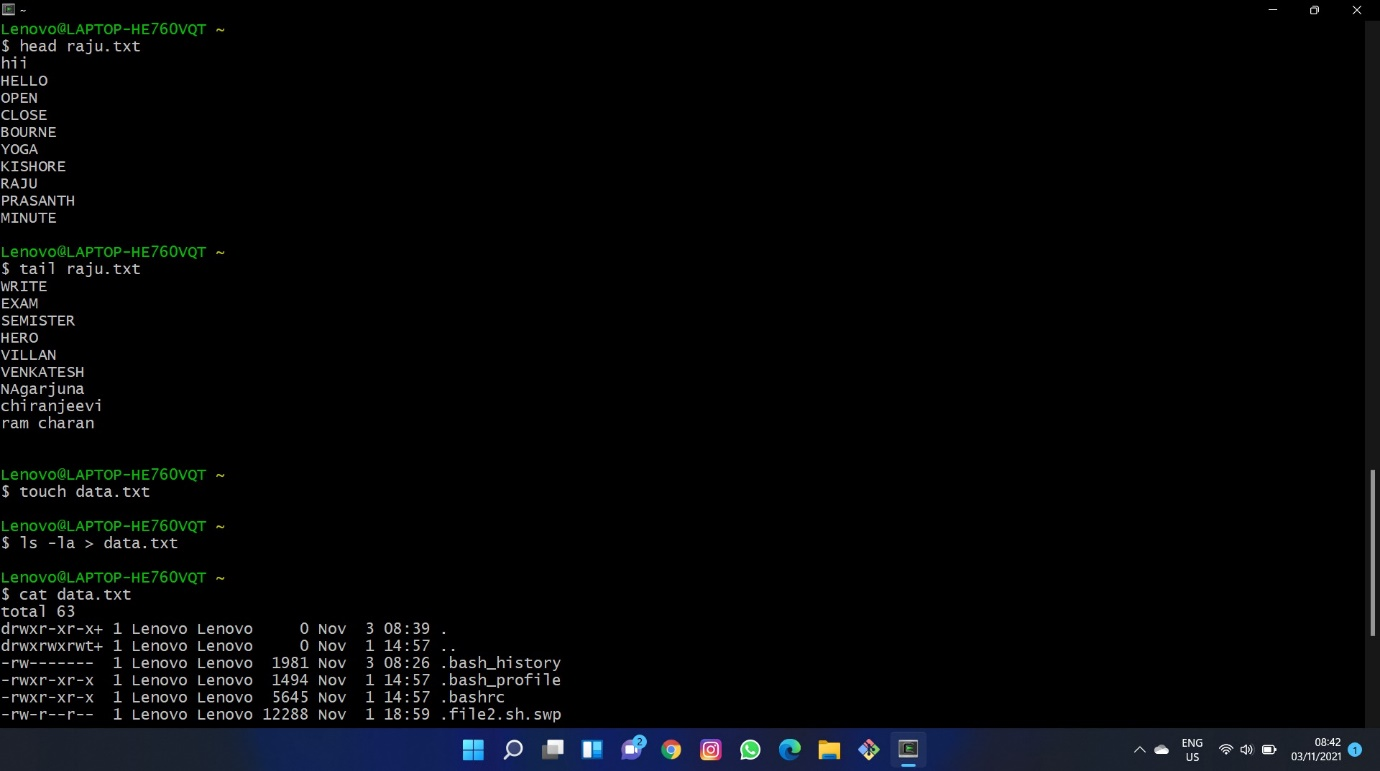 ~
Lenovo@LAPTOP-HE760VQT ~
$ head raju.txt
hii
HELLO
OPEN
CLOSE
BOURNE
YOGA
KISHORE
RAJU
PRASANTH
MINUTE
Lenovo@LAPTOP-HE760VQT ~
$ tail raju.txt
WRITE
EXAM
SEMISTER
HERO
VILLAN
VENKATESH
NAgarjuna
chiranjeevi
ram charan
Lenovo@LAPTOP-HE760VQT ~
$ touch data.txt
Lenovo@LAPTOP-HE760VQT ~
$ ls -la > data.txt
Lenovo@LAPTOP-HE760VQT ~
$ cat data.txt
total 63
drwxr-xr-x+ 1 Lenovo Lenovo     0 Nov  3 08:39 .
drwxrwxrwt+ 1 Lenovo Lenovo     0 Nov  1 14:57 ..
-rw-------  1 Lenovo Lenovo  1981 Nov  3 08:26 .bash_history
-rwxr-xr-x  1 Lenovo Lenovo  1494 Nov  1 14:57 .bash_profile
-rwxr-xr-x  1 Lenovo Lenovo  5645 Nov  1 14:57 .bashrc
-rw-r--r--  1 Lenovo Lenovo 12288 Nov  1 18:59 .file2.sh.swp
2
ENG
US
08:42
03/11/2021
1